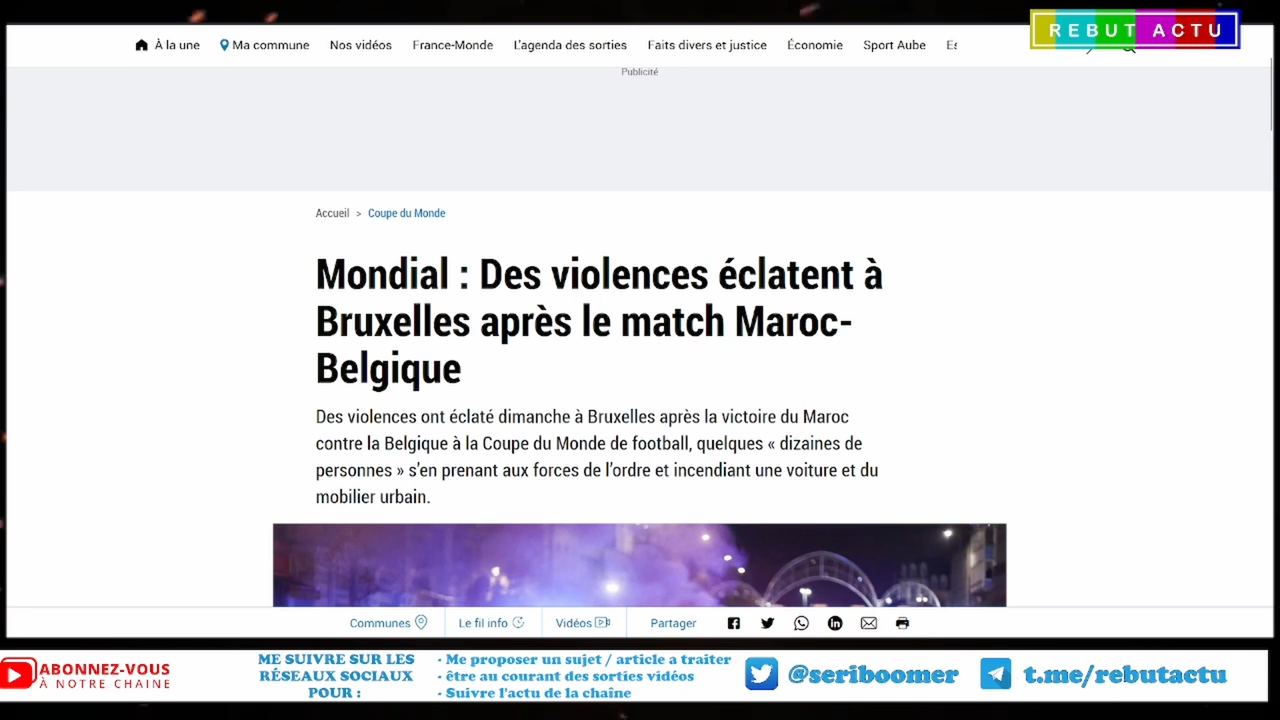 À la une
Ma commune
Nos vidéos
France-Monde
L'agenda des sorties
Faits divers et justice
Économie
Sport Aube
REBUT ACTU
Publicité
Accueil > Coupe du Monde
Mondial : Des violences éclatent à
Bruxelles après le match Maroc-
Belgique
Des violences ont éclaté dimanche à Bruxelles après la victoire du Maroc
contre la Belgique à la Coupe du Monde de football, quelques « dizaines de
personnes » s'en prenant aux forces de l'ordre et incendiant une voiture et du
mobilier urbain.
Communes
Le fil info
Vidéos
Partager
ABONNEZ-VOUS
À NOTRE CHAINE
ME SUIVRE SUR LES
RÉSEAUX SOCIAUX
POUR :
- Me proposer un sujet / article a traiter
- être au courant des sorties vidéos
- Suivre l'actu de la chaîne
@seriboomer
t.me/rebutactu